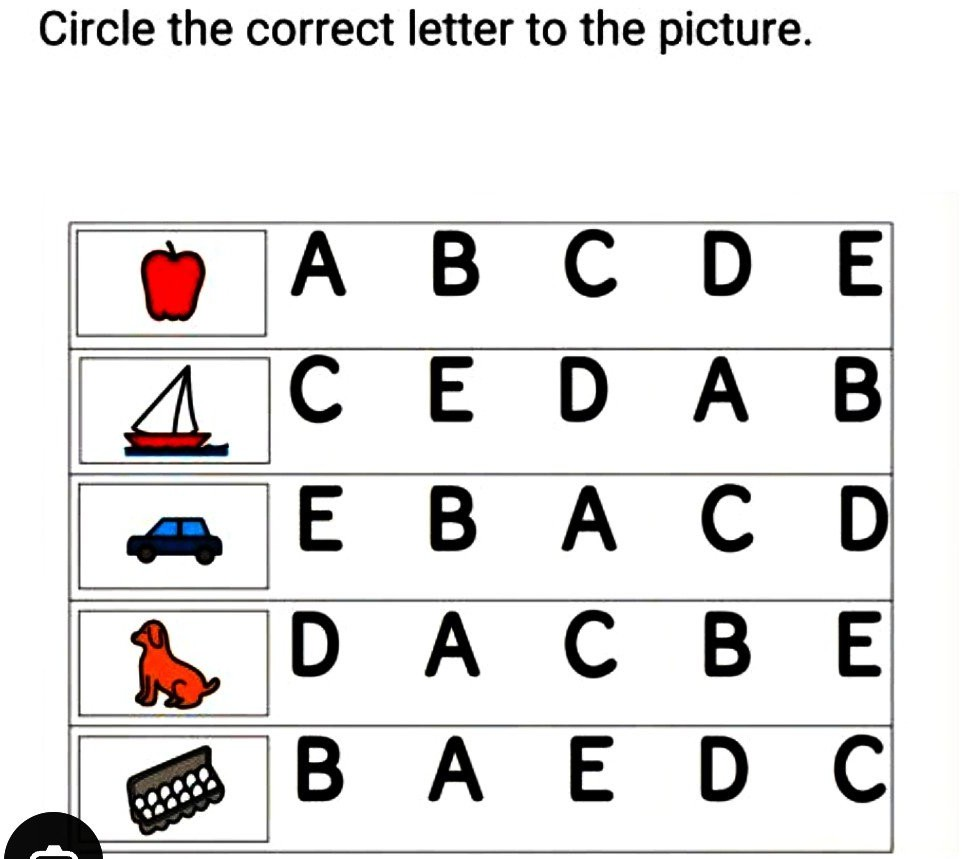 Circle the correct letter to the picture.
A B C D E
C E D A B
E B A C D
D A C B E
B A E D C